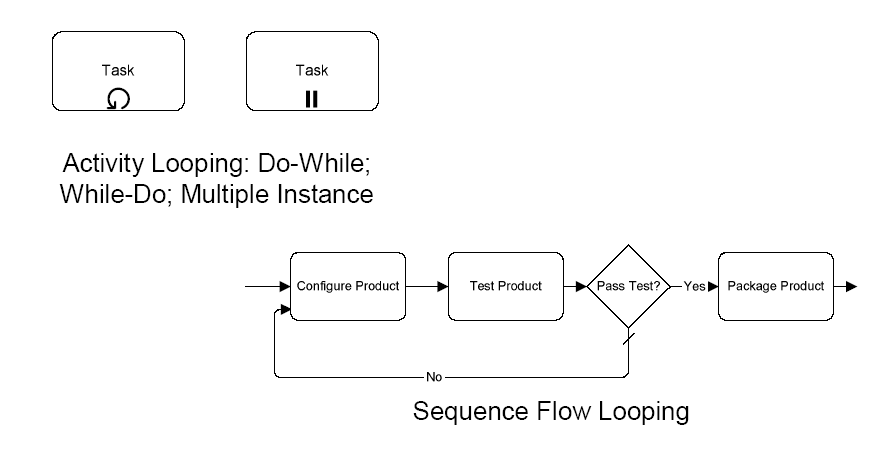 Task
Task
Activity Looping: Do-While;
While-Do; Multiple Instance
Configure Product
Test Product
Pass Test?
Yes
Package Product
No
Sequence Flow Looping